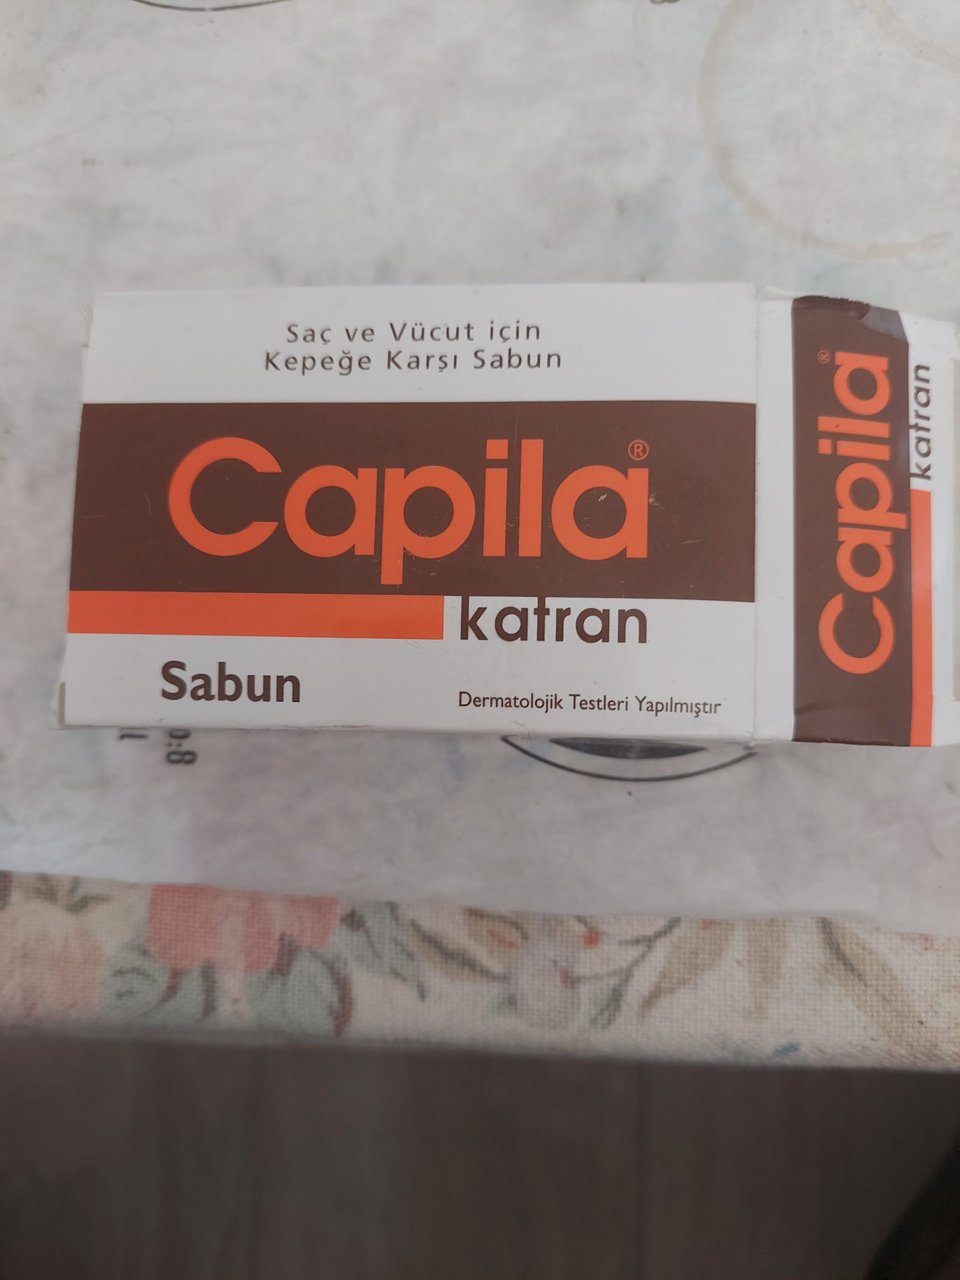 Saç ve Vücut için
Kepeğe Karşı Sabun
Capila®
katran
Sabun
Dermatolojik Testleri Yapılmıştır
Capila®
katran